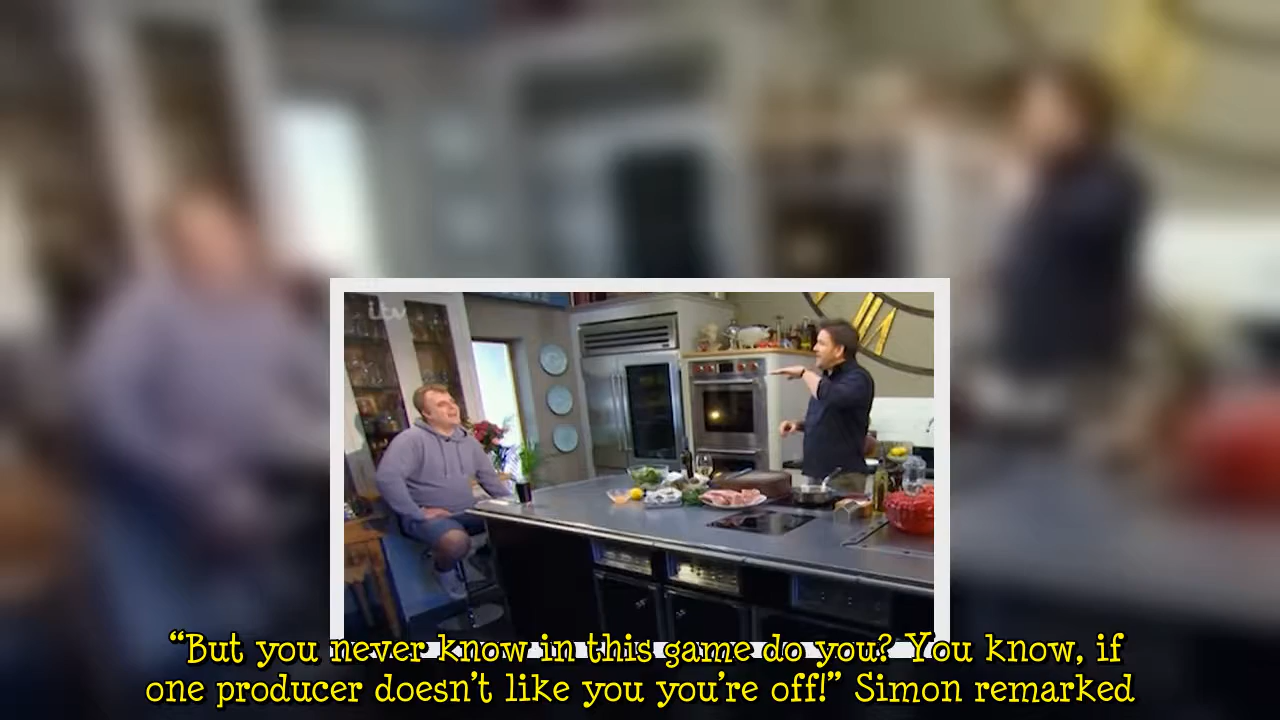 itv
“But you never know in this game do you? You know, if
one producer doesn’t like you you’re off!” Simon remarked